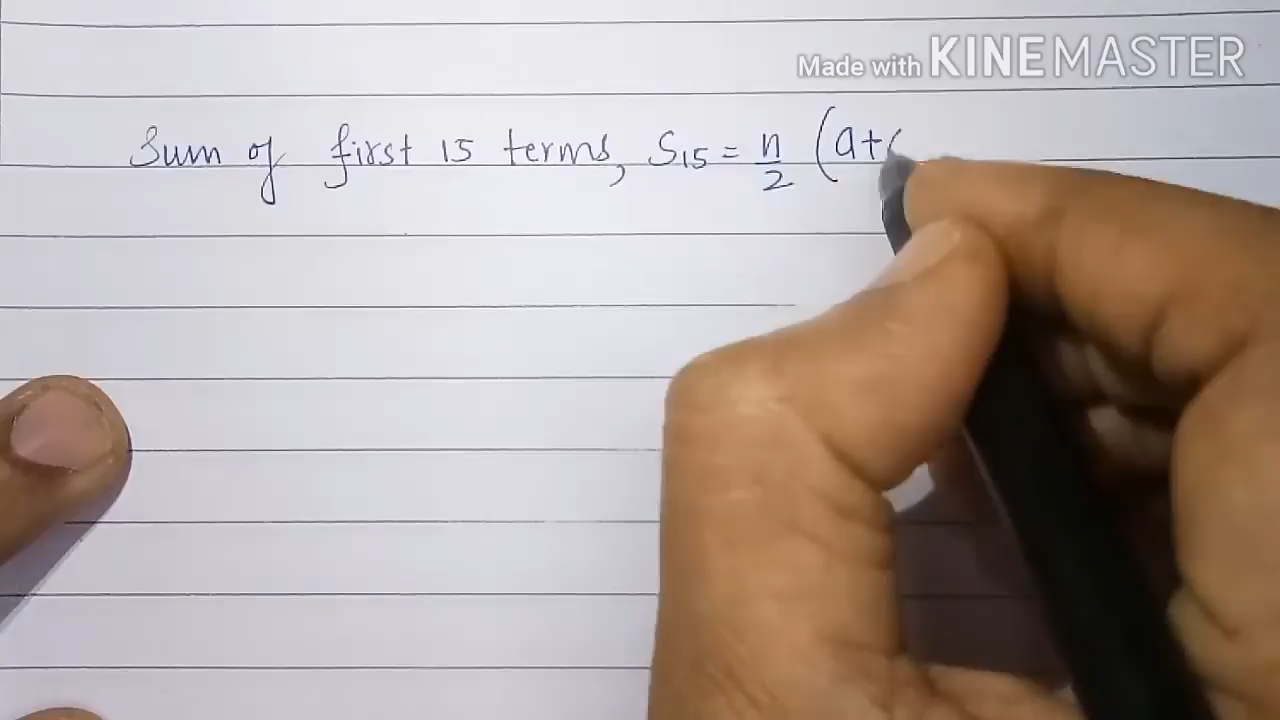 Made with KINEMASTER
Sum of first 15 terms, S15 = n/2 (a+